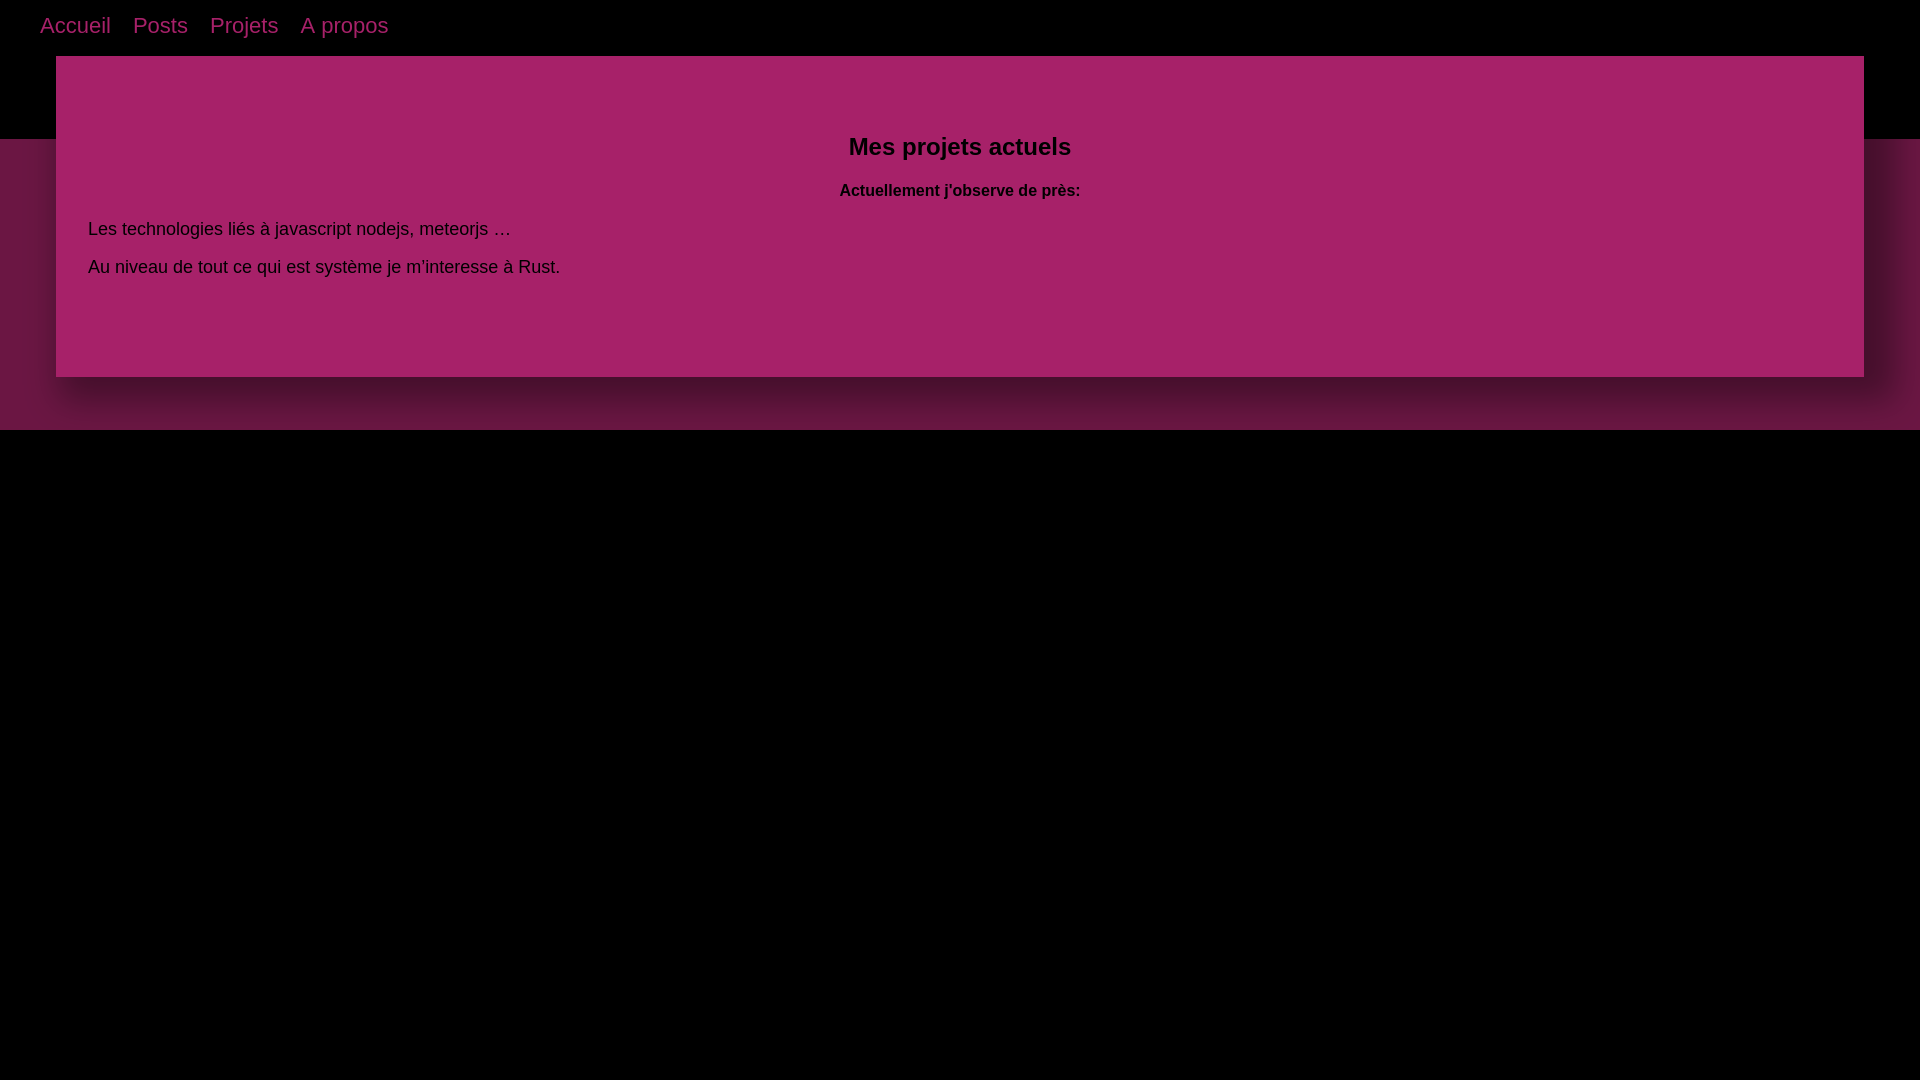 Accueil Posts Projets A propos
Mes projets actuels
Actuellement j'observe de près:
Les technologies liés à javascript nodejs, meteorjs …
Au niveau de tout ce qui est système je m’interesse à Rust.